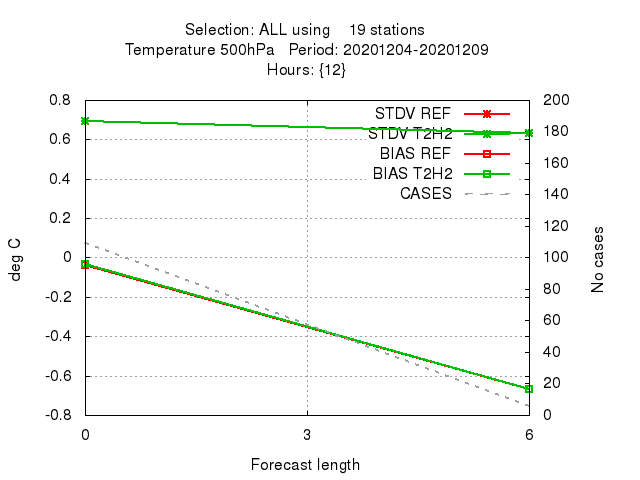 Selection: ALL using 19 stations
Temperature 500hPa Period: 20201204-20201209
Hours: {12}
STDV REF
STDV T2H2
BIAS REF
BIAS T2H2
CASES
0.8
0.6
0.4
0.2
0
-0.2
-0.4
-0.6
-0.8
deg C
200
180
160
140
120
100
80
60
40
20
0
No cases
0 3 6
Forecast length